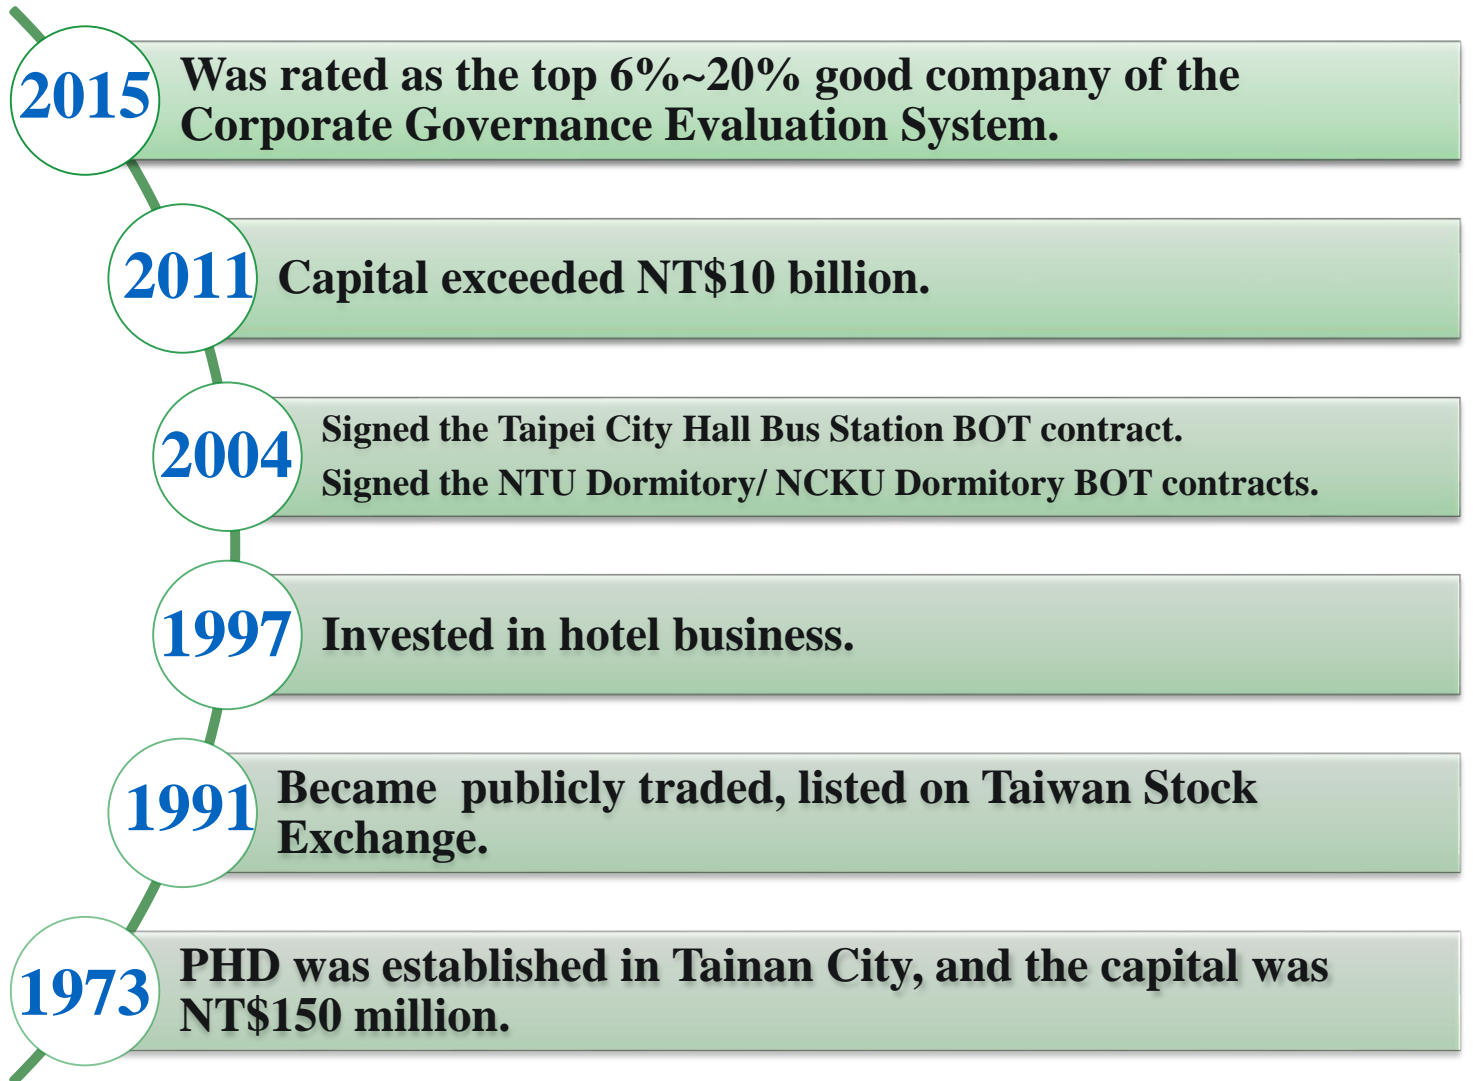 2015
Was rated as the top 6%~20% good company of the
Corporate Governance Evaluation System.
2011
Capital exceeded NT$10 billion.
2004
Signed the Taipei City Hall Bus Station BOT contract.
Signed the NTU Dormitory/ NCKU Dormitory BOT contracts.
1997
Invested in hotel business.
1991
Became  publicly traded, listed on Taiwan Stock
Exchange.
1973
PHD was established in Tainan City, and the capital was
NT$150 million.